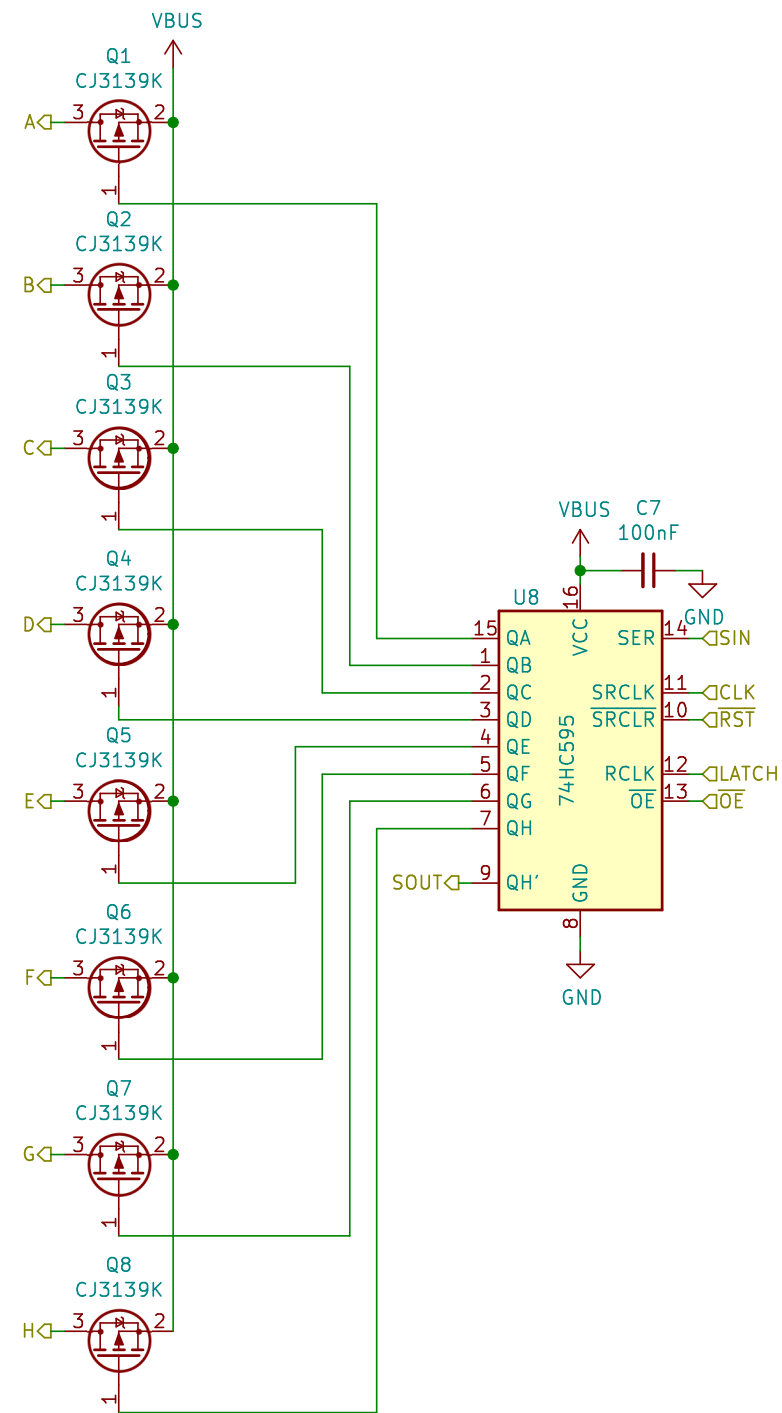 VBUS
Q1
CJ3139K
A 3 2
1
Q2
CJ3139K
B 3 2
1
Q3
CJ3139K
C 3 2
1
VBUS C7
100nF
Q4
CJ3139K
D 3 2
1
U8
16
GND
VCC
74HC595
GND
8
GND
15 QA
1 QB
2 QC
3 QD
4 QE
5 QF
6 QG
7 QH
SOUT 9 QH'
SER 14 SIN
SRCLK 11 CLK
SRCLR 10 RST
RCLK 12 LATCH
OE 13 OE
Q5
CJ3139K
E 3 2
1
Q6
CJ3139K
F 3 2
1
Q7
CJ3139K
G 3 2
1
Q8
CJ3139K
H 3 2
1